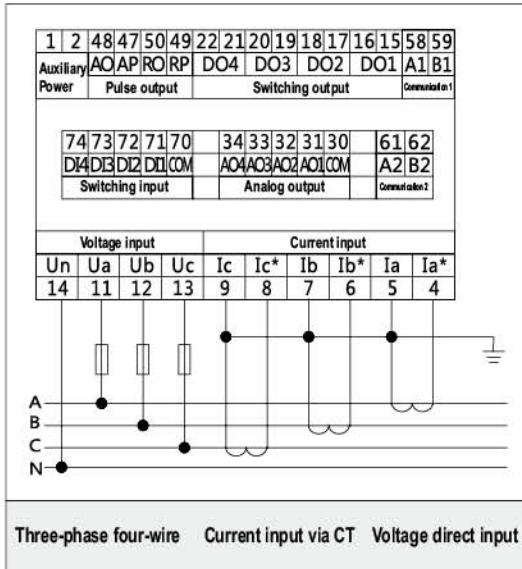 1 2 48 47 50 49 22 21 20 19 18 17 16 15 58 59
Auxiliary Power AO AP RO RP DO4 DO3 DO2 DO1 A1 B1
Pulse output Switching output Communication 1
74 73 72 71 70 34 33 32 31 30 61 62
DI4 DI3 DI2 DI1 COM AO4 AO3 AO2 AO1 COM A2 B2
Switching input Analog output Communication 2
Voltage input Current input
Un Ua Ub Uc Ic Ic* Ib Ib* Ia Ia*
14 11 12 13 9 8 7 6 5 4
A
B
C
N
Three-phase four-wire Current input via CT Voltage direct input